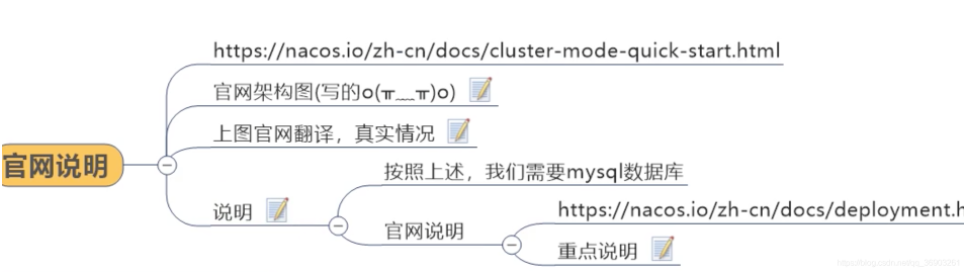 https://nacos.io/zh-cn/docs/cluster-mode-quick-start.html
官网架构图(写的o(╥﹏╥)o)
上图官网翻译，真实情况
官网说明
按照上述，我们需要mysql数据库
说明
https://nacos.io/zh-cn/docs/deployment.h
官网说明
重点说明